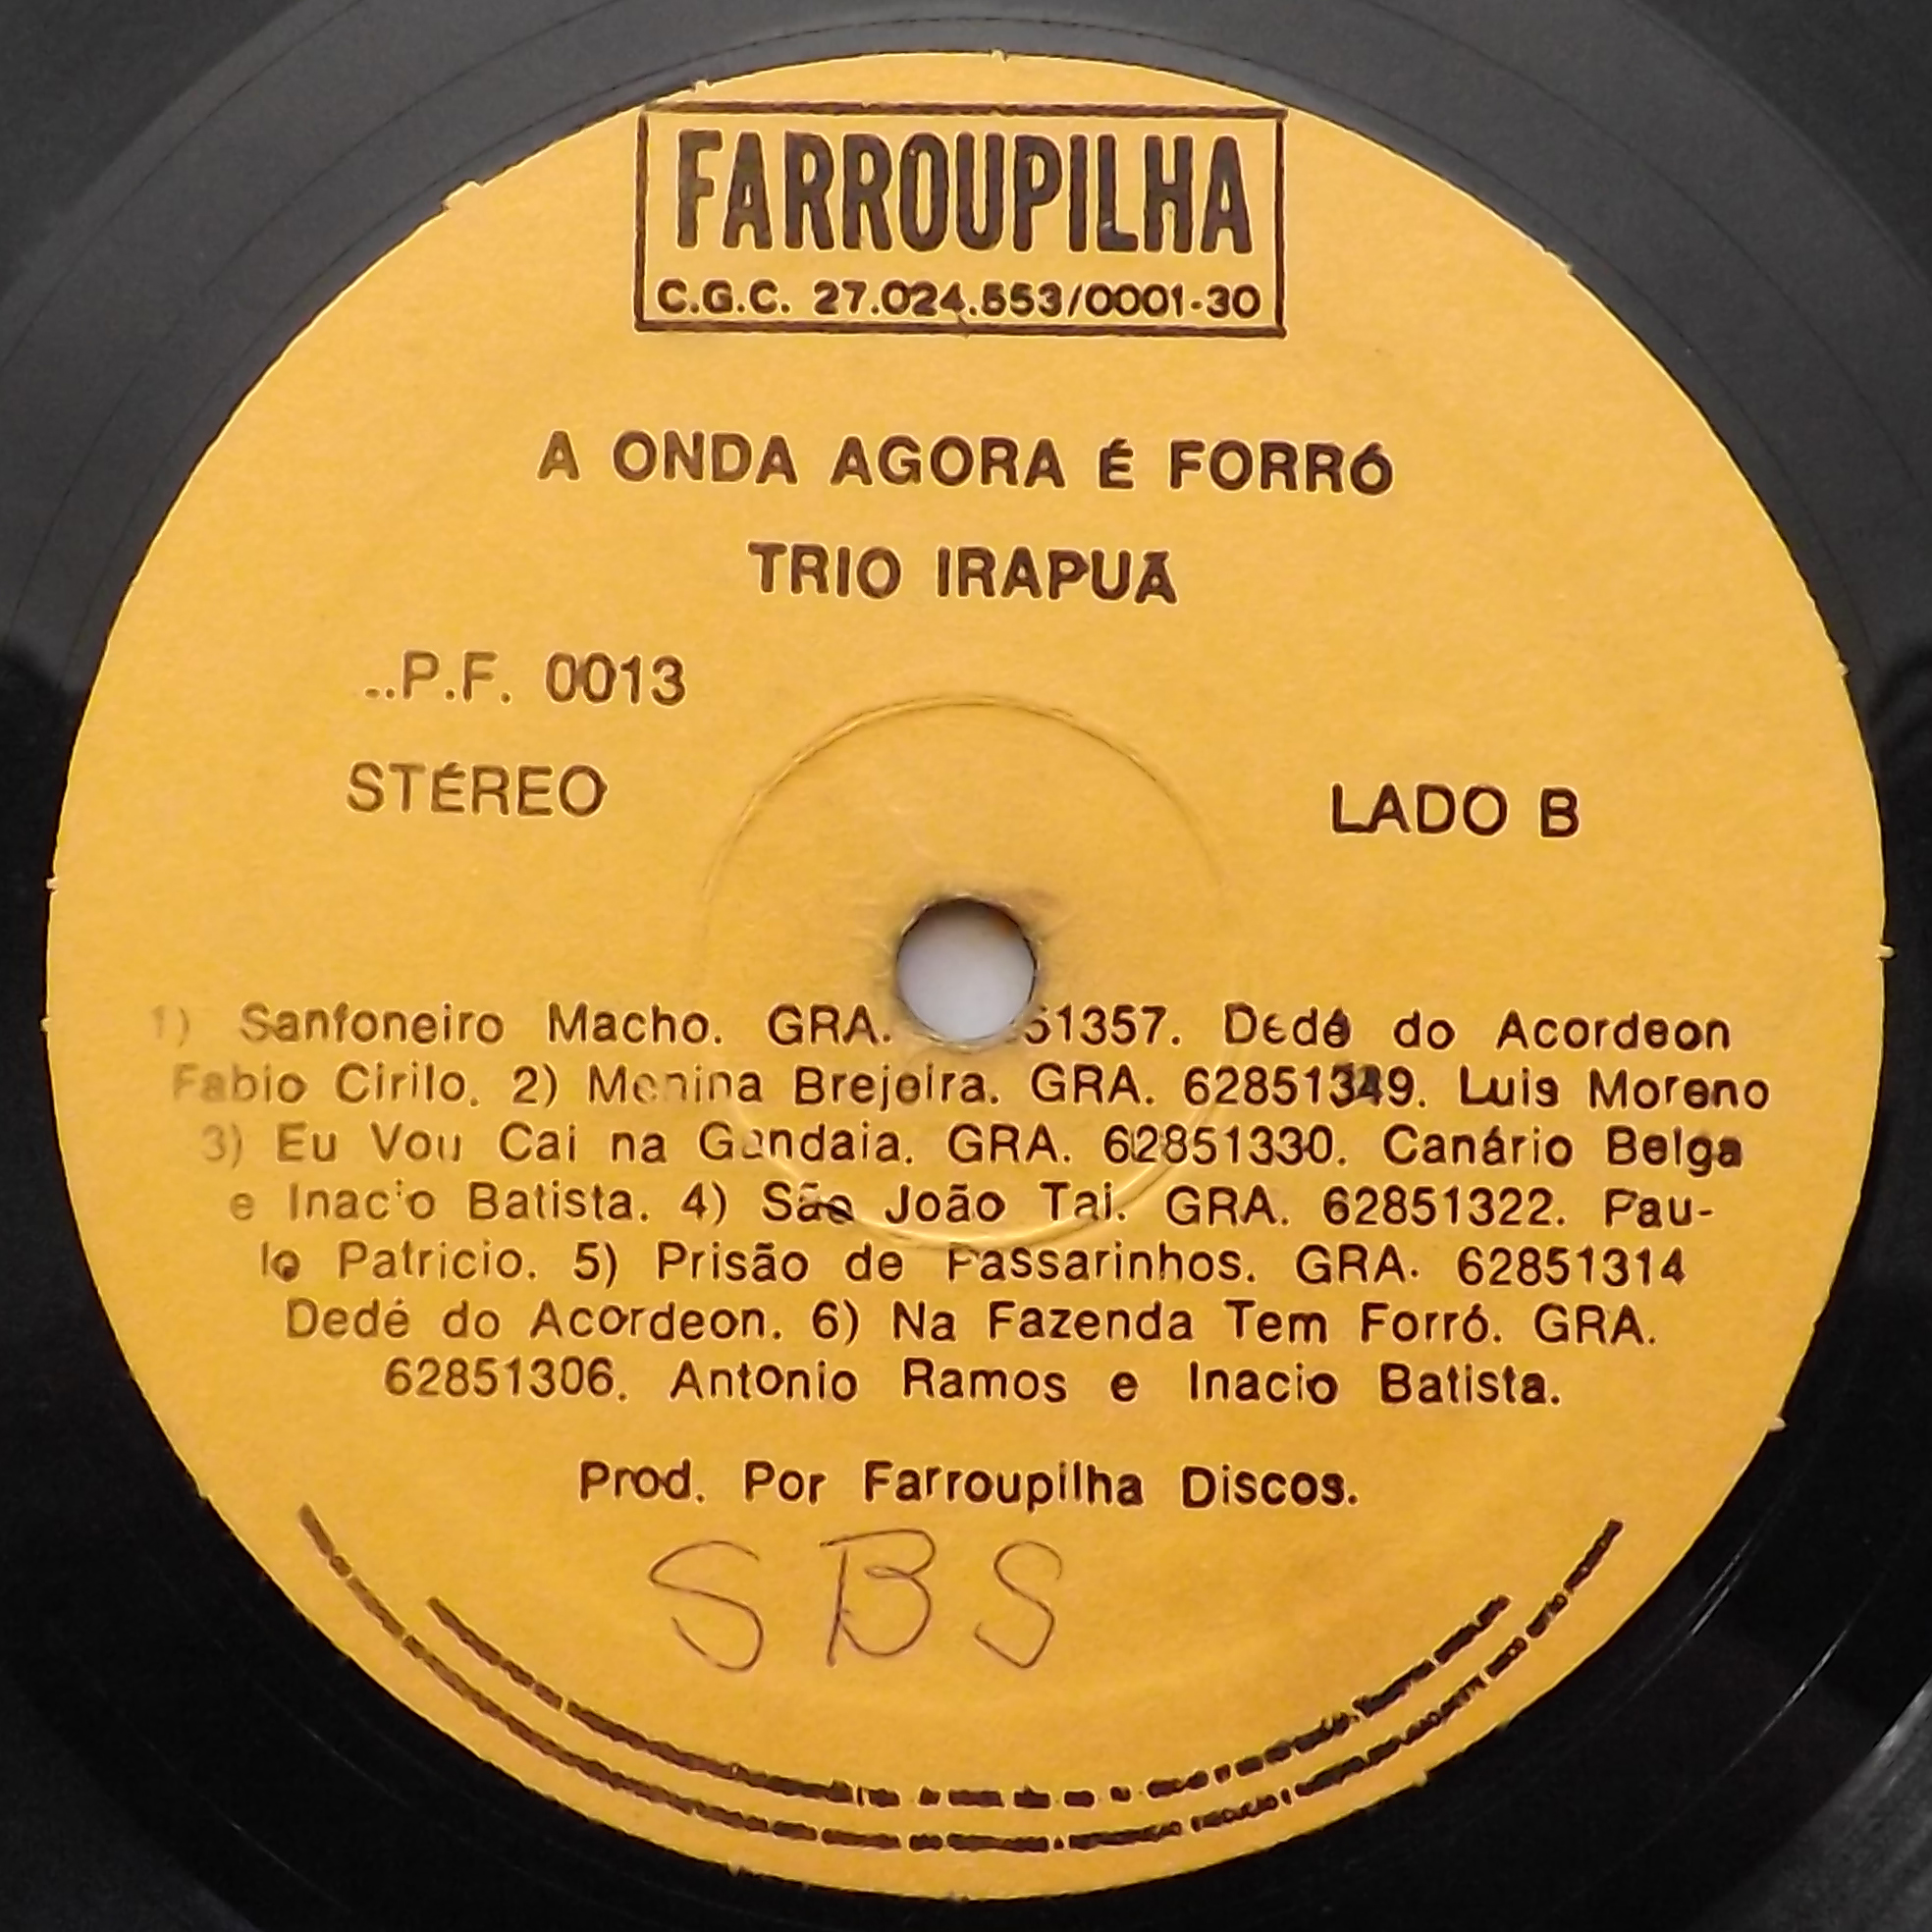 FARROUPILHA
C.G.C. 27.024.553/0001-30
A ONDA AGORA É FORRÓ
TRIO IRAPUÃ
..P.F. 0013
STÉREO
LADO B
1) Sanfoneiro Macho. GRA. 51357. Dedé do Acordeon
Fabio Cirilo. 2) Menina Brejeira. GRA. 62851349. Luis Moreno
3) Eu Vou Cai na Gandaia. GRA. 62851330. Canário Belga
e Inacio Batista. 4) São João Tai. GRA. 62851322. Pau-
lo Patricio. 5) Prisão de Passarinhos. GRA. 62851314
Dedé do Acordeon. 6) Na Fazenda Tem Forró. GRA.
62851306. Antonio Ramos e Inacio Batista.
Prod. Por Farroupilha Discos.
SBS